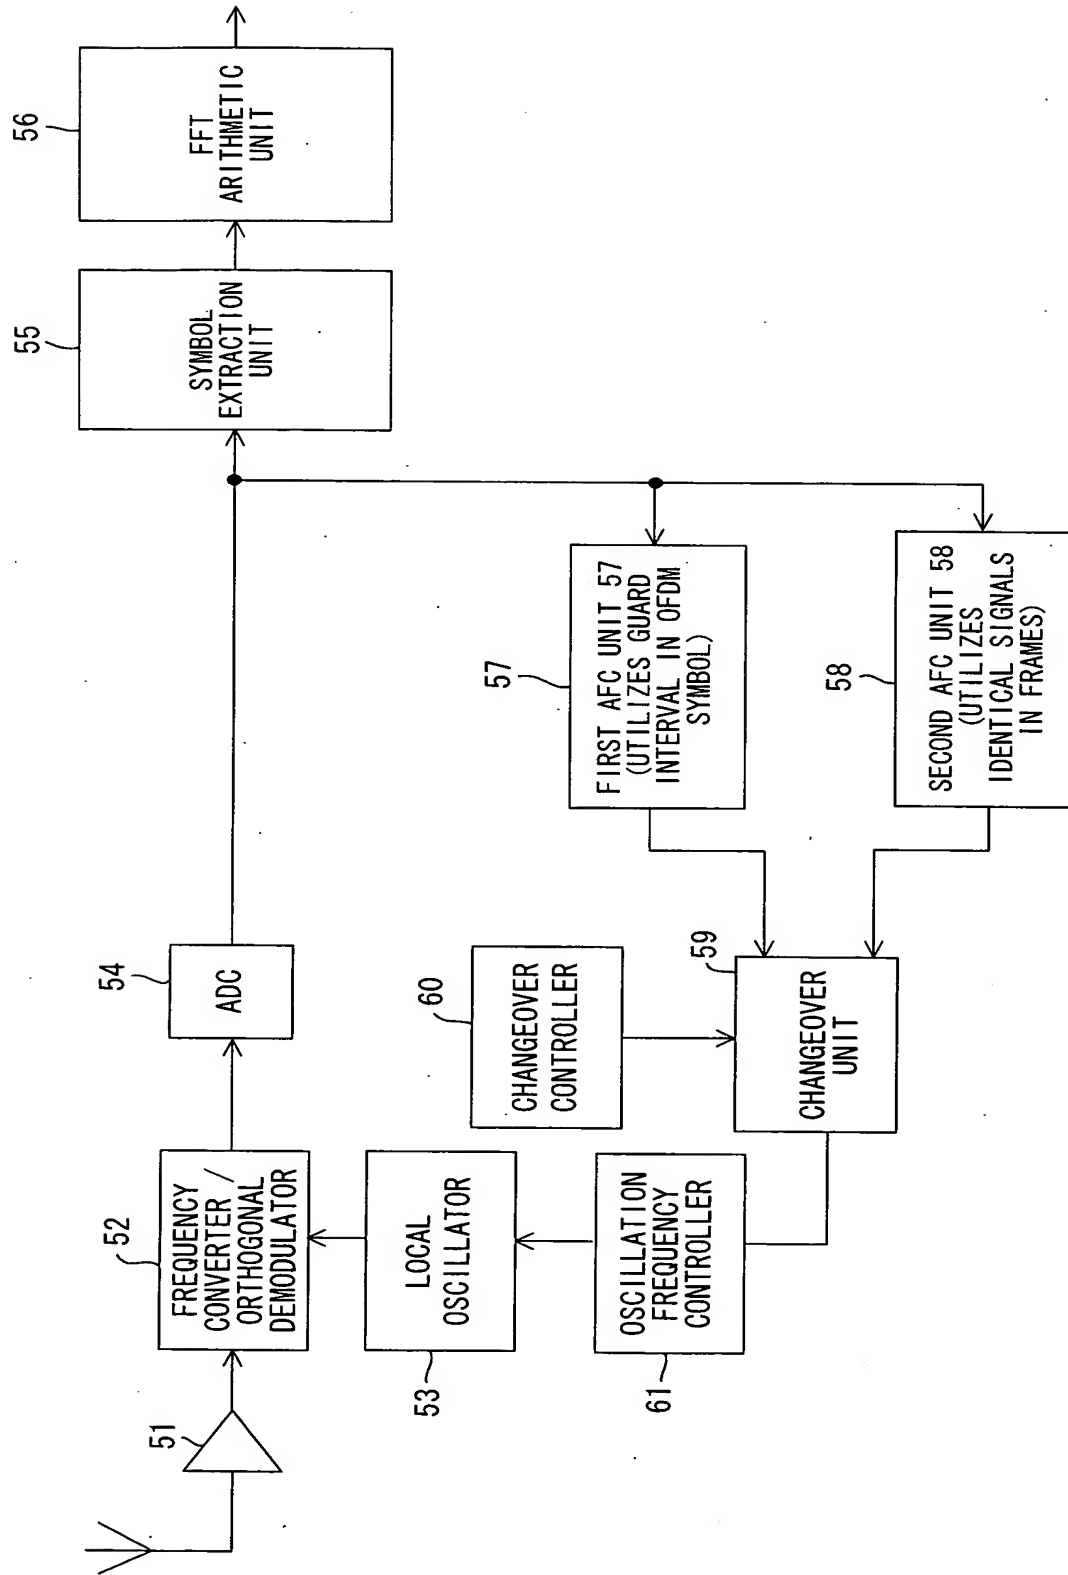 51
52
FREQUENCY
CONVERTER /
ORTHOGONAL
DEMODULATOR
54
ADC
55
SYMBOL
EXTRACTION
UNIT
56
FFT
ARITHMETIC
UNIT
LOCAL
OSCILLATOR
53
60
CHANGEOVER
CONTROLLER
57
FIRST AFC UNIT 57
(UTILIZES GUARD
INTERVAL IN OFDM
SYMBOL)
OSCILLATION
FREQUENCY
CONTROLLER
61
59
CHANGEOVER
UNIT
58
SECOND AFC UNIT 58
(UTILIZES
IDENTICAL SIGNALS
IN FRAMES)